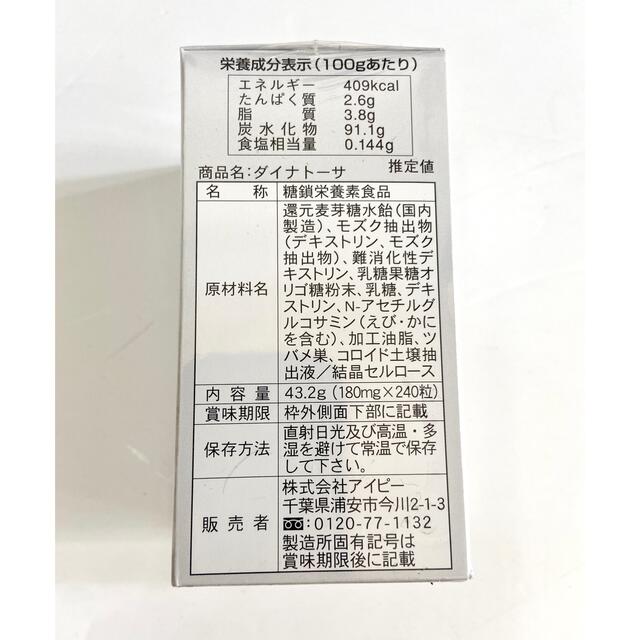 栄養成分表示(100gあたり)
エネルギー 409kcal
たんぱく質 2.6g
脂質 3.8g
炭水化物 91.1g
食塩相当量 0.144g
商品名:ダイナトーサ 推定値
名称 糖鎖栄養素食品
原材料名 還元麦芽糖水飴(国内
製造)、モズク抽出物
(デキストリン、モズク
抽出物)、難消化性デ
キストリン、乳糖果糖オ
リゴ糖粉末、乳糖、デキ
ストリン、N-アセチルグ
ルコサミン(えび・かに
を含む)、加工油脂、ツ
バメ巣、コロイド土壌抽
出液/結晶セルロース
内容量 43.2g(180mg×240粒)
賞味期限 枠外側面下部に記載
保存方法 直射日光及び高温・多
湿を避けて常温で保存
して下さい。
販売者 株式会社アイピー
千葉県浦安市今川2-1-3
:0120-77-1132
製造所固有記号は
賞味期限後に記載